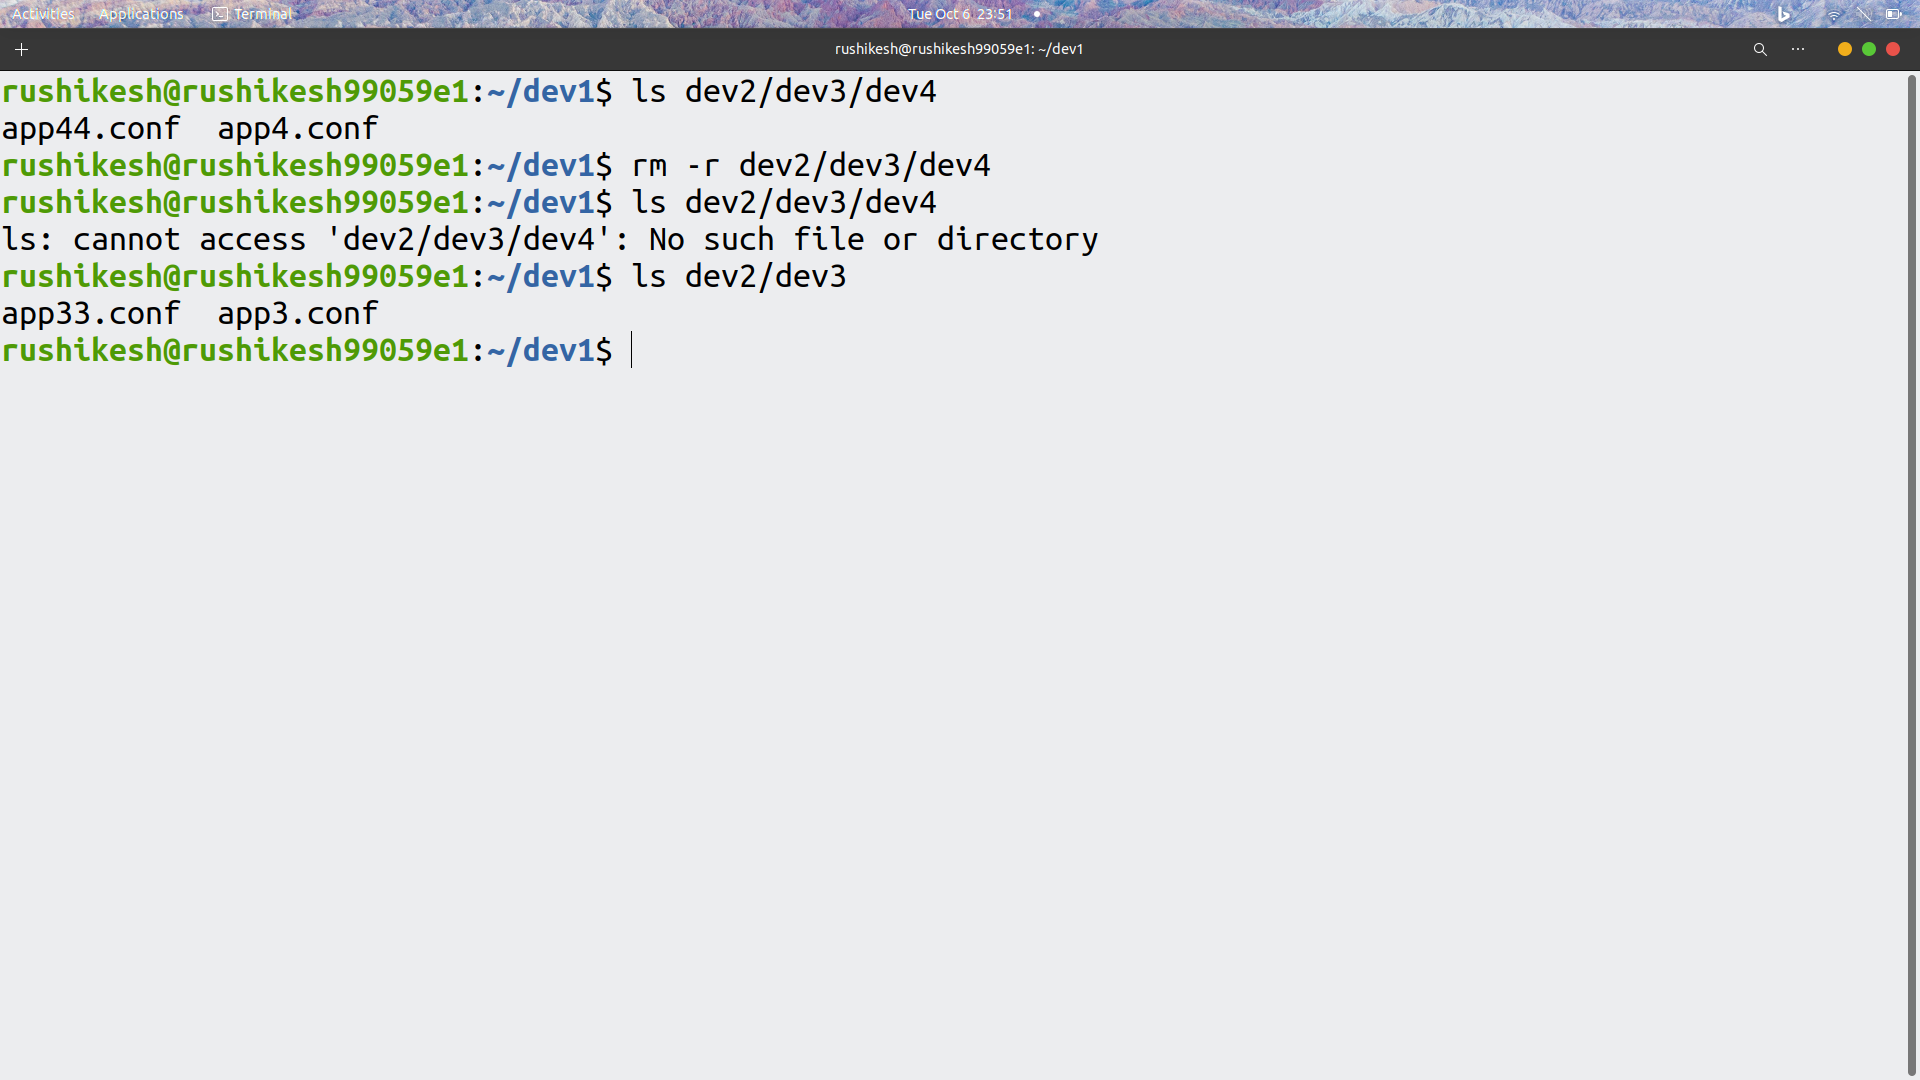 Activities Applications Terminal Tue Oct 6 23:51
rushikesh@rushikesh99059e1: ~/dev1
rushikesh@rushikesh99059e1:~/dev1$ ls dev2/dev3/dev4
app44.conf  app4.conf
rushikesh@rushikesh99059e1:~/dev1$ rm -r dev2/dev3/dev4
rushikesh@rushikesh99059e1:~/dev1$ ls dev2/dev3/dev4
ls: cannot access 'dev2/dev3/dev4': No such file or directory
rushikesh@rushikesh99059e1:~/dev1$ ls dev2/dev3
app33.conf  app3.conf
rushikesh@rushikesh99059e1:~/dev1$